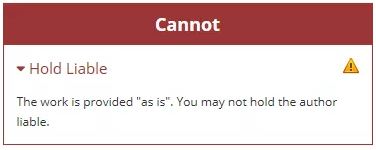 Cannot
Hold Liable
The work is provided "as is". You may not hold the author
liable.